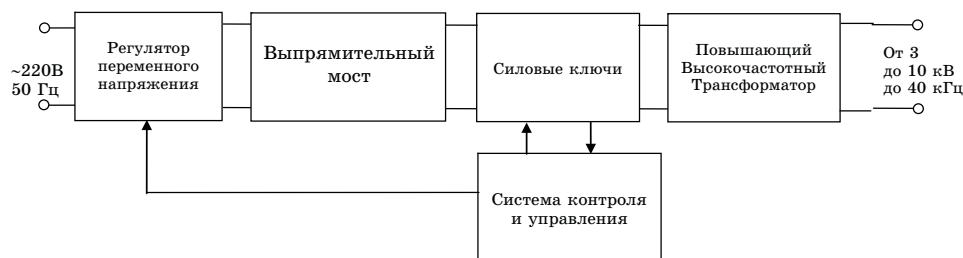 ~220В
50 Гц
Регулятор
переменного
напряжения
Выпрямительный
мост
Силовые ключи
Повышающий
Высокочастотный
Трансформатор
От 3
до 10 кВ
до 40 кГц
Система контроля
и управления